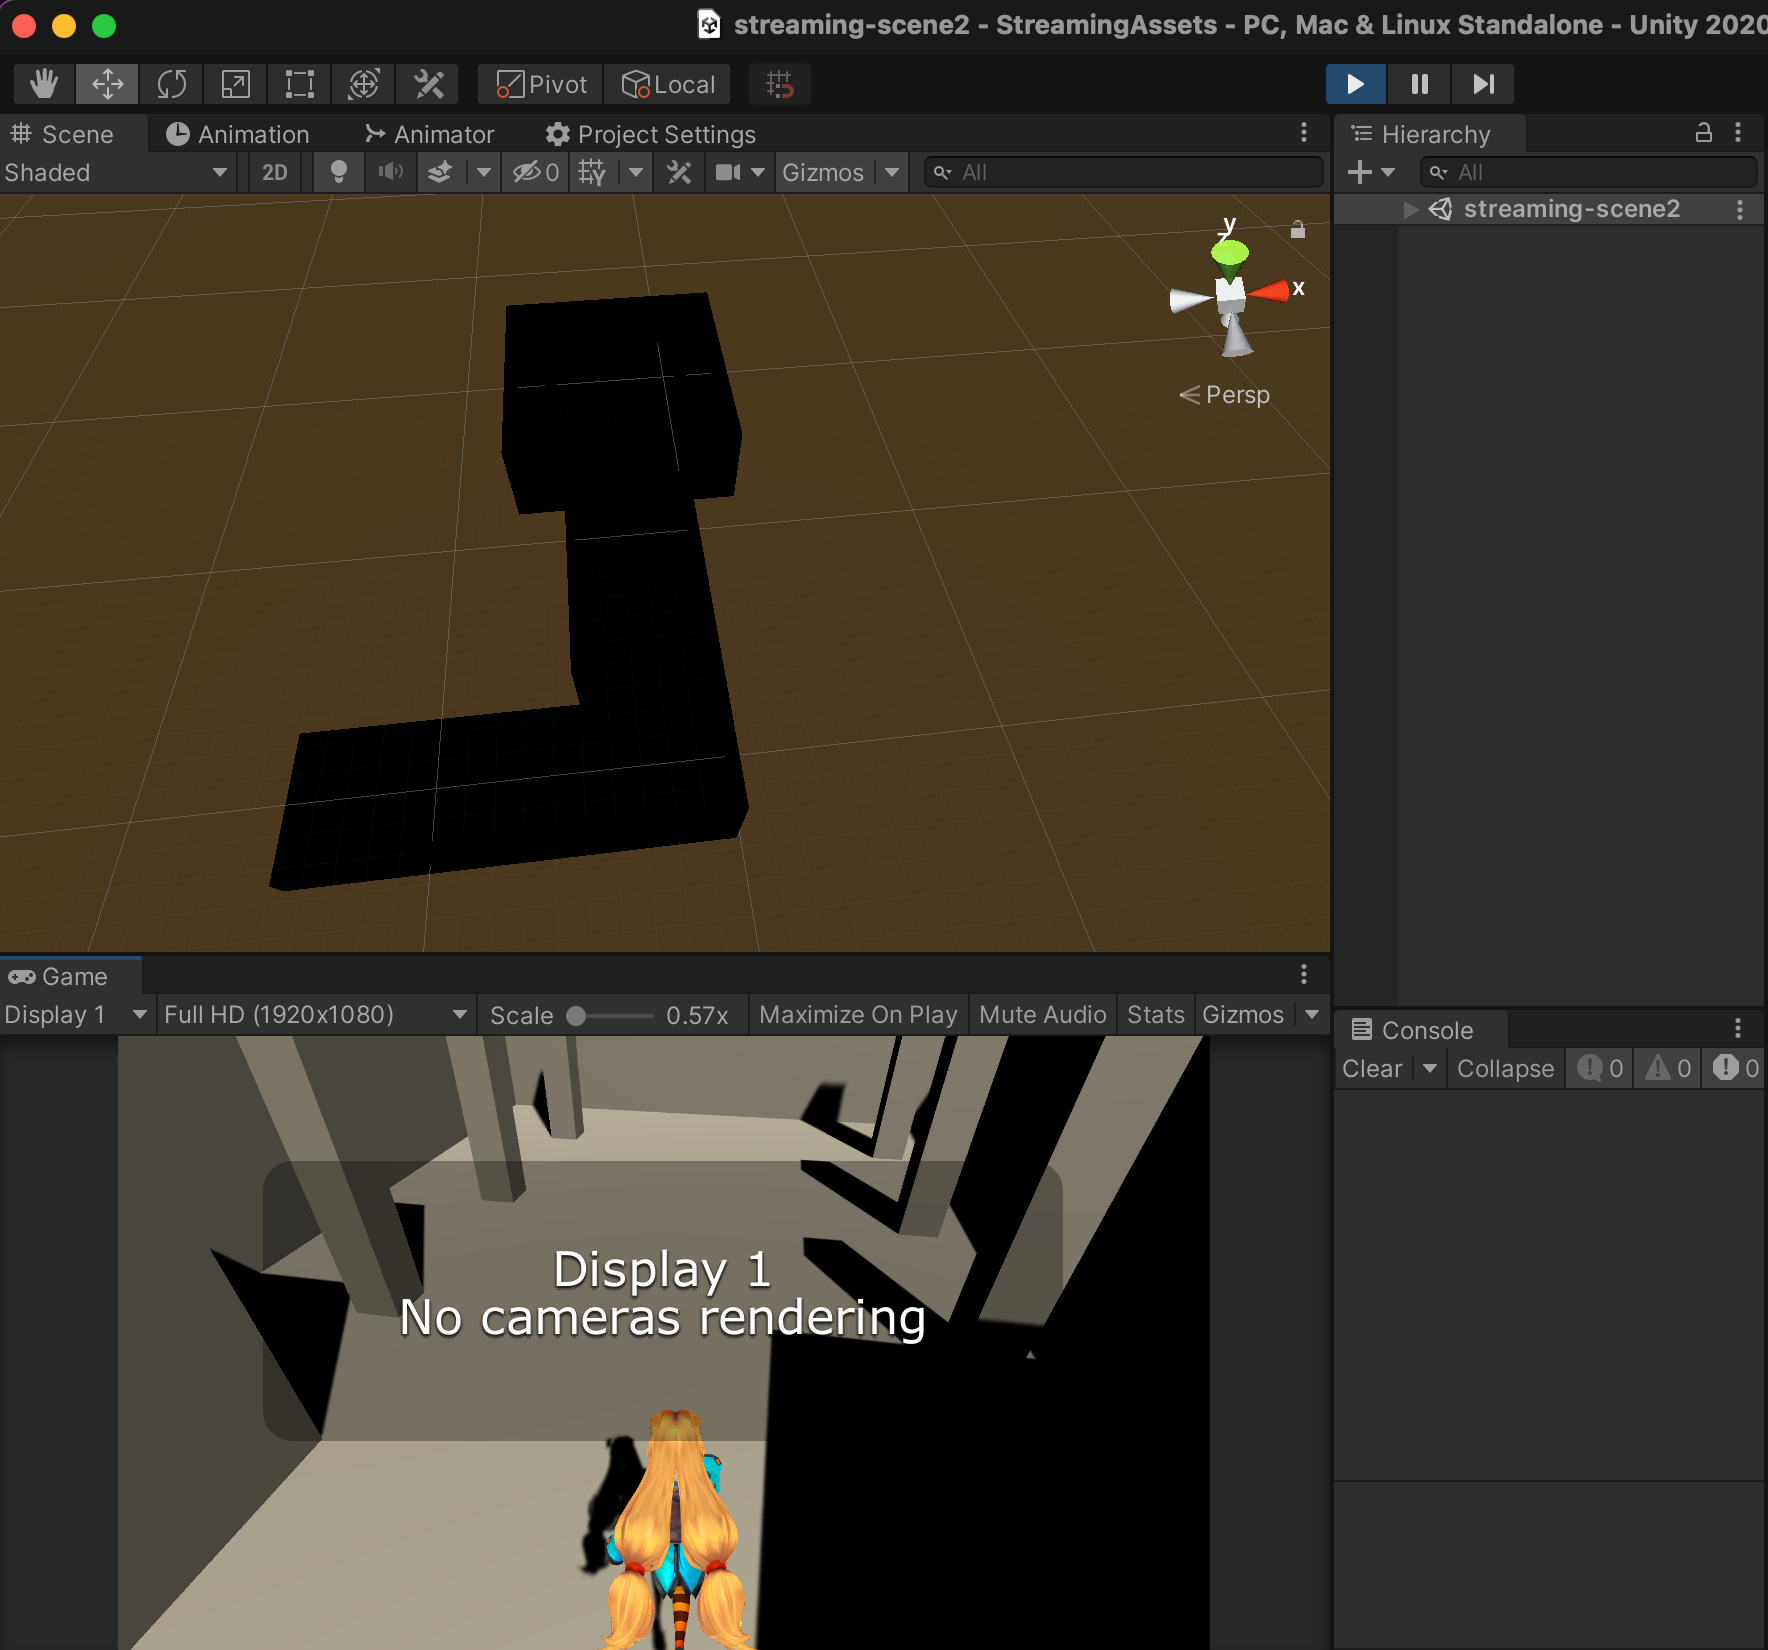 streaming-scene2 - StreamingAssets - PC, Mac & Linux Standalone - Unity 2020
Pivot Local
Scene Animation Animator Project Settings
Shaded 2D 0 Gizmos All
y
z
x
Persp
Hierarchy
All
streaming-scene2
Game
Display 1 Full HD (1920x1080) Scale 0.57x Maximize On Play Mute Audio Stats Gizmos
Display 1
No cameras rendering
Console
Clear Collapse 0 0 0